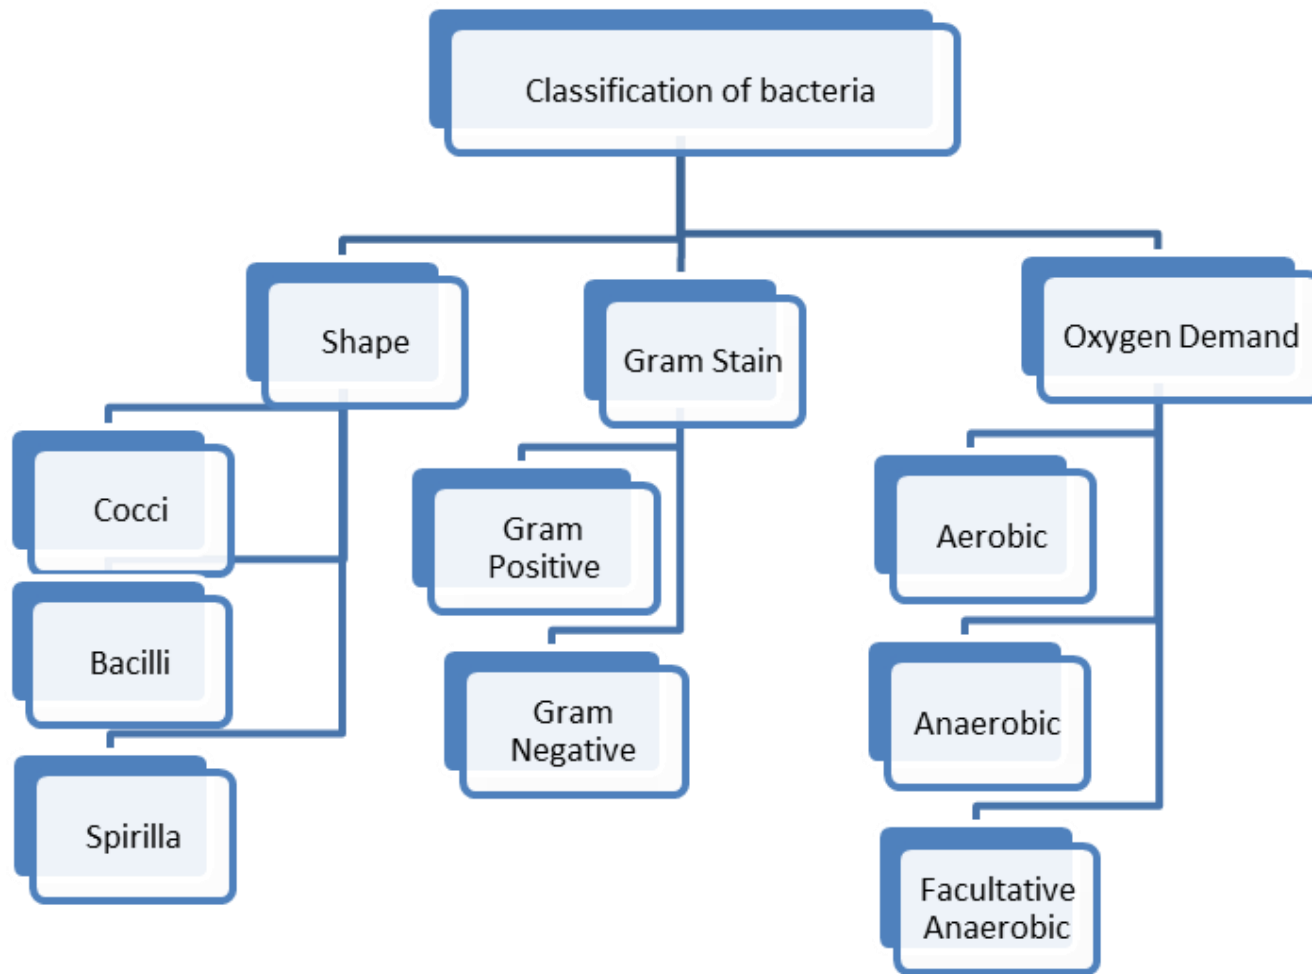 Classification of bacteria
Shape
Gram Stain
Oxygen Demand
Cocci
Bacilli
Spirilla
Gram
Positive
Gram
Negative
Aerobic
Anaerobic
Facultative
Anaerobic